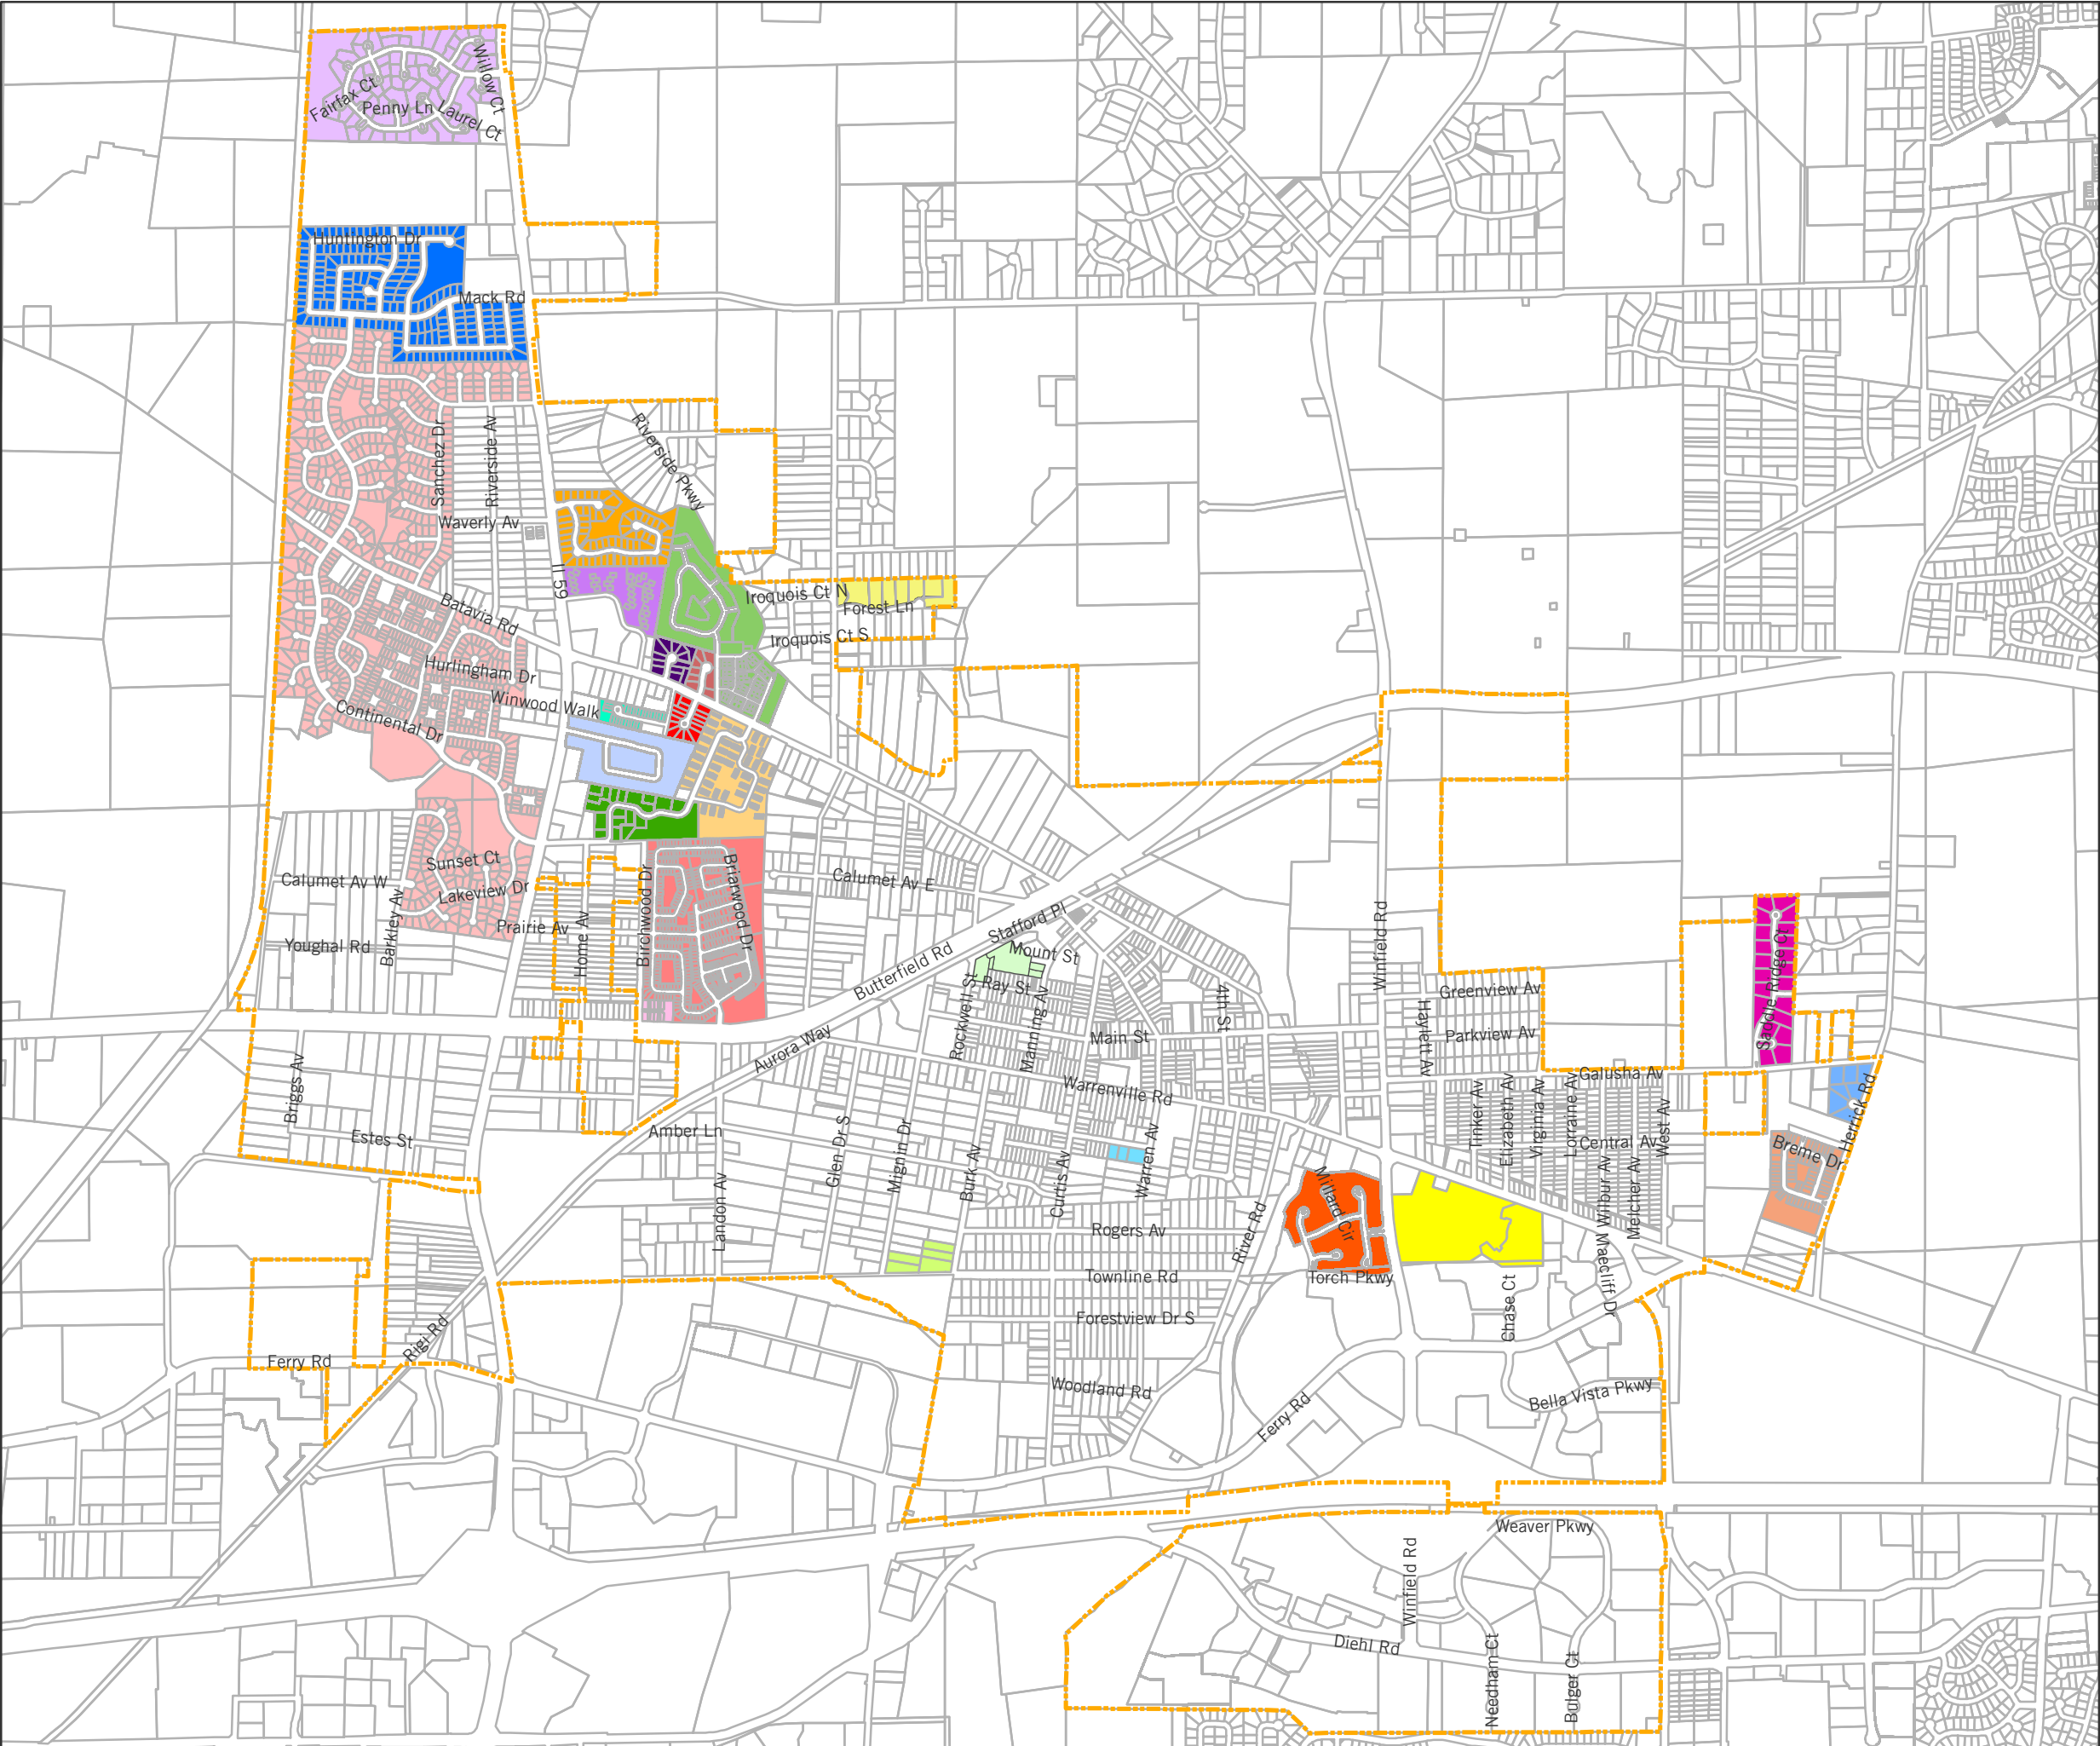 Willow Ct
Fairfax Ct
Penny Ln
Laurel Ct
Huntington Dr
Mack Rd
Riverside Pkwy
Sanchez Dr
Riverside Av
Waverly Av
Il 59
Batavia Rd
Iroquois Ct N
Forest Ln
Iroquois Ct S
Hurlingham Dr
Winwood Walk
Continental Dr
Sunset Ct
Calumet Av W
Lakeview Dr
Barkley Av
Prairie Av
Youghal Rd
Home Av
Birchwood Dr
Briarwood Dr
Calumet Av E
Stafford Pl
Butterfield Rd
Mount St
Ray St
Rockwell St
Manning Av
Winfield Rd
Greenview Av
Saddle Ridge Ct
4th St
Haylett Av
Parkview Av
Main St
Aurora Way
Briggs Av
Warrenville Rd
Galusha Av
Herrick Rd
Tinker Av
Elizabeth Av
Virginia Av
Lorraine Av
West Av
Central Av
Breme Dr
Estes St
Amber Ln
Glen Dr S
Mignin Dr
Burk Av
Curtis Av
Warren Av
Landon Av
Millard Cir
Wilbur Av
Melcher Av
Rogers Av
River Rd
Townline Rd
Torch Pkwy
Macliff Dr
Chase Ct
Forestview Dr S
Rigi Rd
Ferry Rd
Woodland Rd
Bella Vista Pkwy
Ferry Rd
Weaver Pkwy
Winfield Rd
Diehl Rd
Needham Ct
Bulger Ct